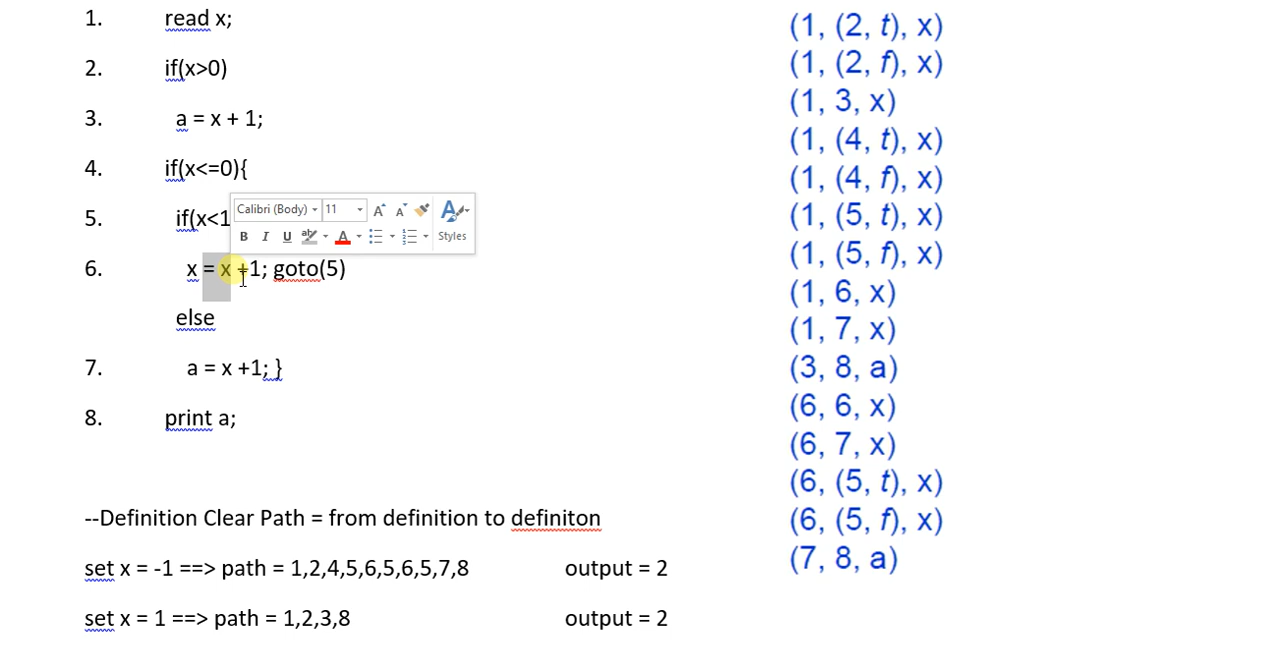 1. read x;
2. if(x>0)
3. a = x + 1;
4. if(x<=0){
5. if(x<1
6. x = x +1; goto(5)
else
7. a = x +1; }
8. print a;
--Definition Clear Path = from definition to definiton
set x = -1 ==> path = 1,2,4,5,6,5,6,5,7,8 output = 2
set x = 1 ==> path = 1,2,3,8 output = 2
Calibri (Body) 11 A A A
B I U ab A Styles
(1, (2, t), x)
(1, (2, f), x)
(1, 3, x)
(1, (4, t), x)
(1, (4, f), x)
(1, (5, t), x)
(1, (5, f), x)
(1, 6, x)
(1, 7, x)
(3, 8, a)
(6, 6, x)
(6, 7, x)
(6, (5, t), x)
(6, (5, f), x)
(7, 8, a)